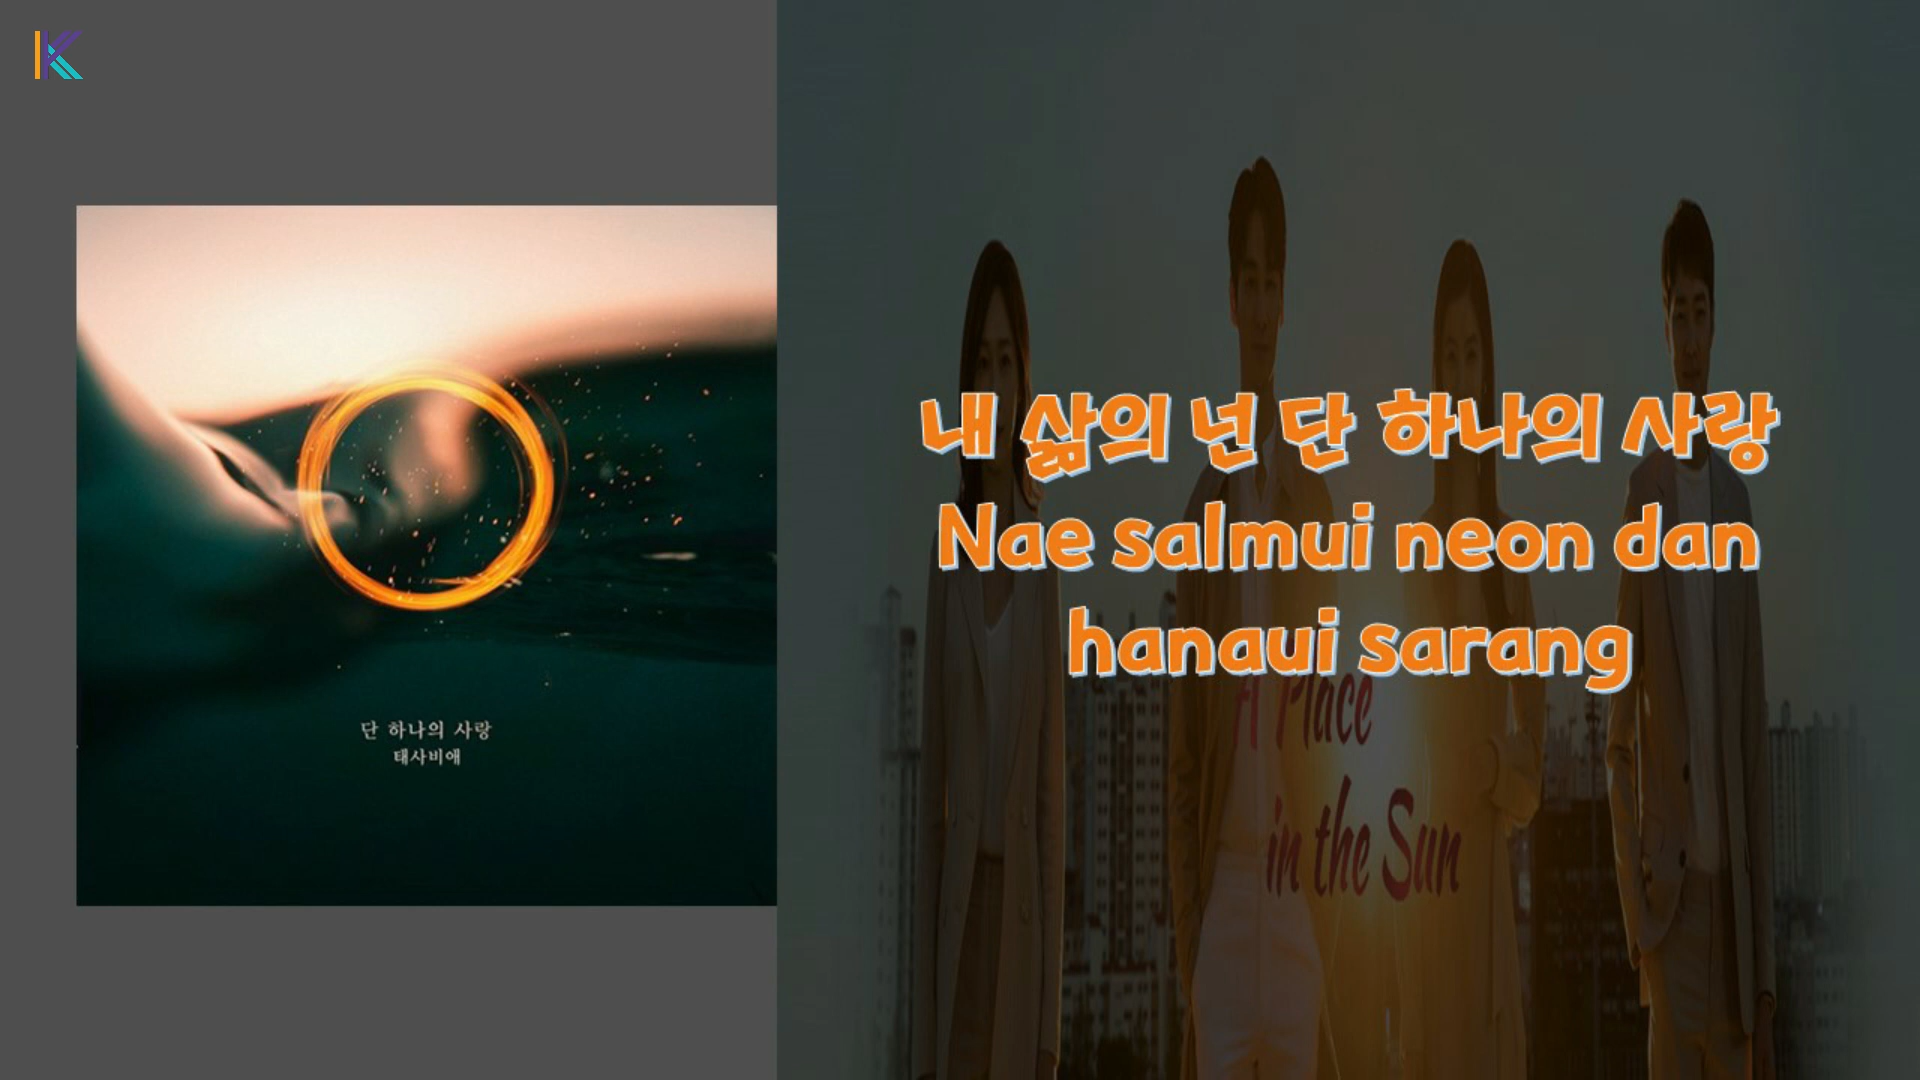 단 하나의 사랑
태사비애
내 삶의 넌 단 하나의 사랑
Nae salmui neon dan
hanaui sarang
A Place
in the Sun